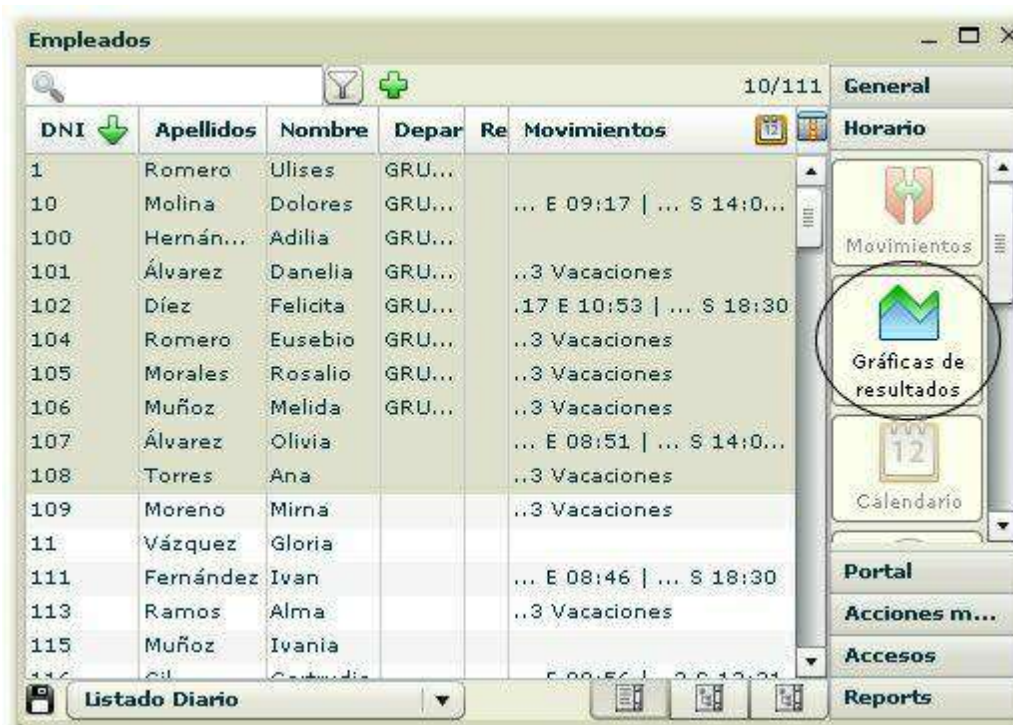 Empleados
10/111 General
DNI Apellidos Nombre Depar Re Movimientos 12 Horario
1 Romero Ulises GRU...
10 Molina Dolores GRU... ... E 09:17 | ... S 14:0...
Movimientos
100 Hernán... Adilia GRU...
101 Álvarez Danelia GRU... ..3 Vacaciones
102 Díez Felicita GRU... .17 E 10:53 | ... S 18:30
104 Romero Eusebio GRU... ..3 Vacaciones
Gráficas de
105 Morales Rosalio GRU... ..3 Vacaciones
resultados
106 Muñoz Melida GRU... ..3 Vacaciones
107 Álvarez Olivia ... E 08:51 | ... S 14:0...
12
108 Torres Ana ..3 Vacaciones
Calendario
109 Moreno Mirna ..3 Vacaciones
11 Vázquez Gloria
111 Fernández Ivan ... E 08:46 | ... S 18:30
Portal
113 Ramos Alma ..3 Vacaciones
Acciones m...
115 Muñoz Ivania
Accesos
Listado Diario
Reports